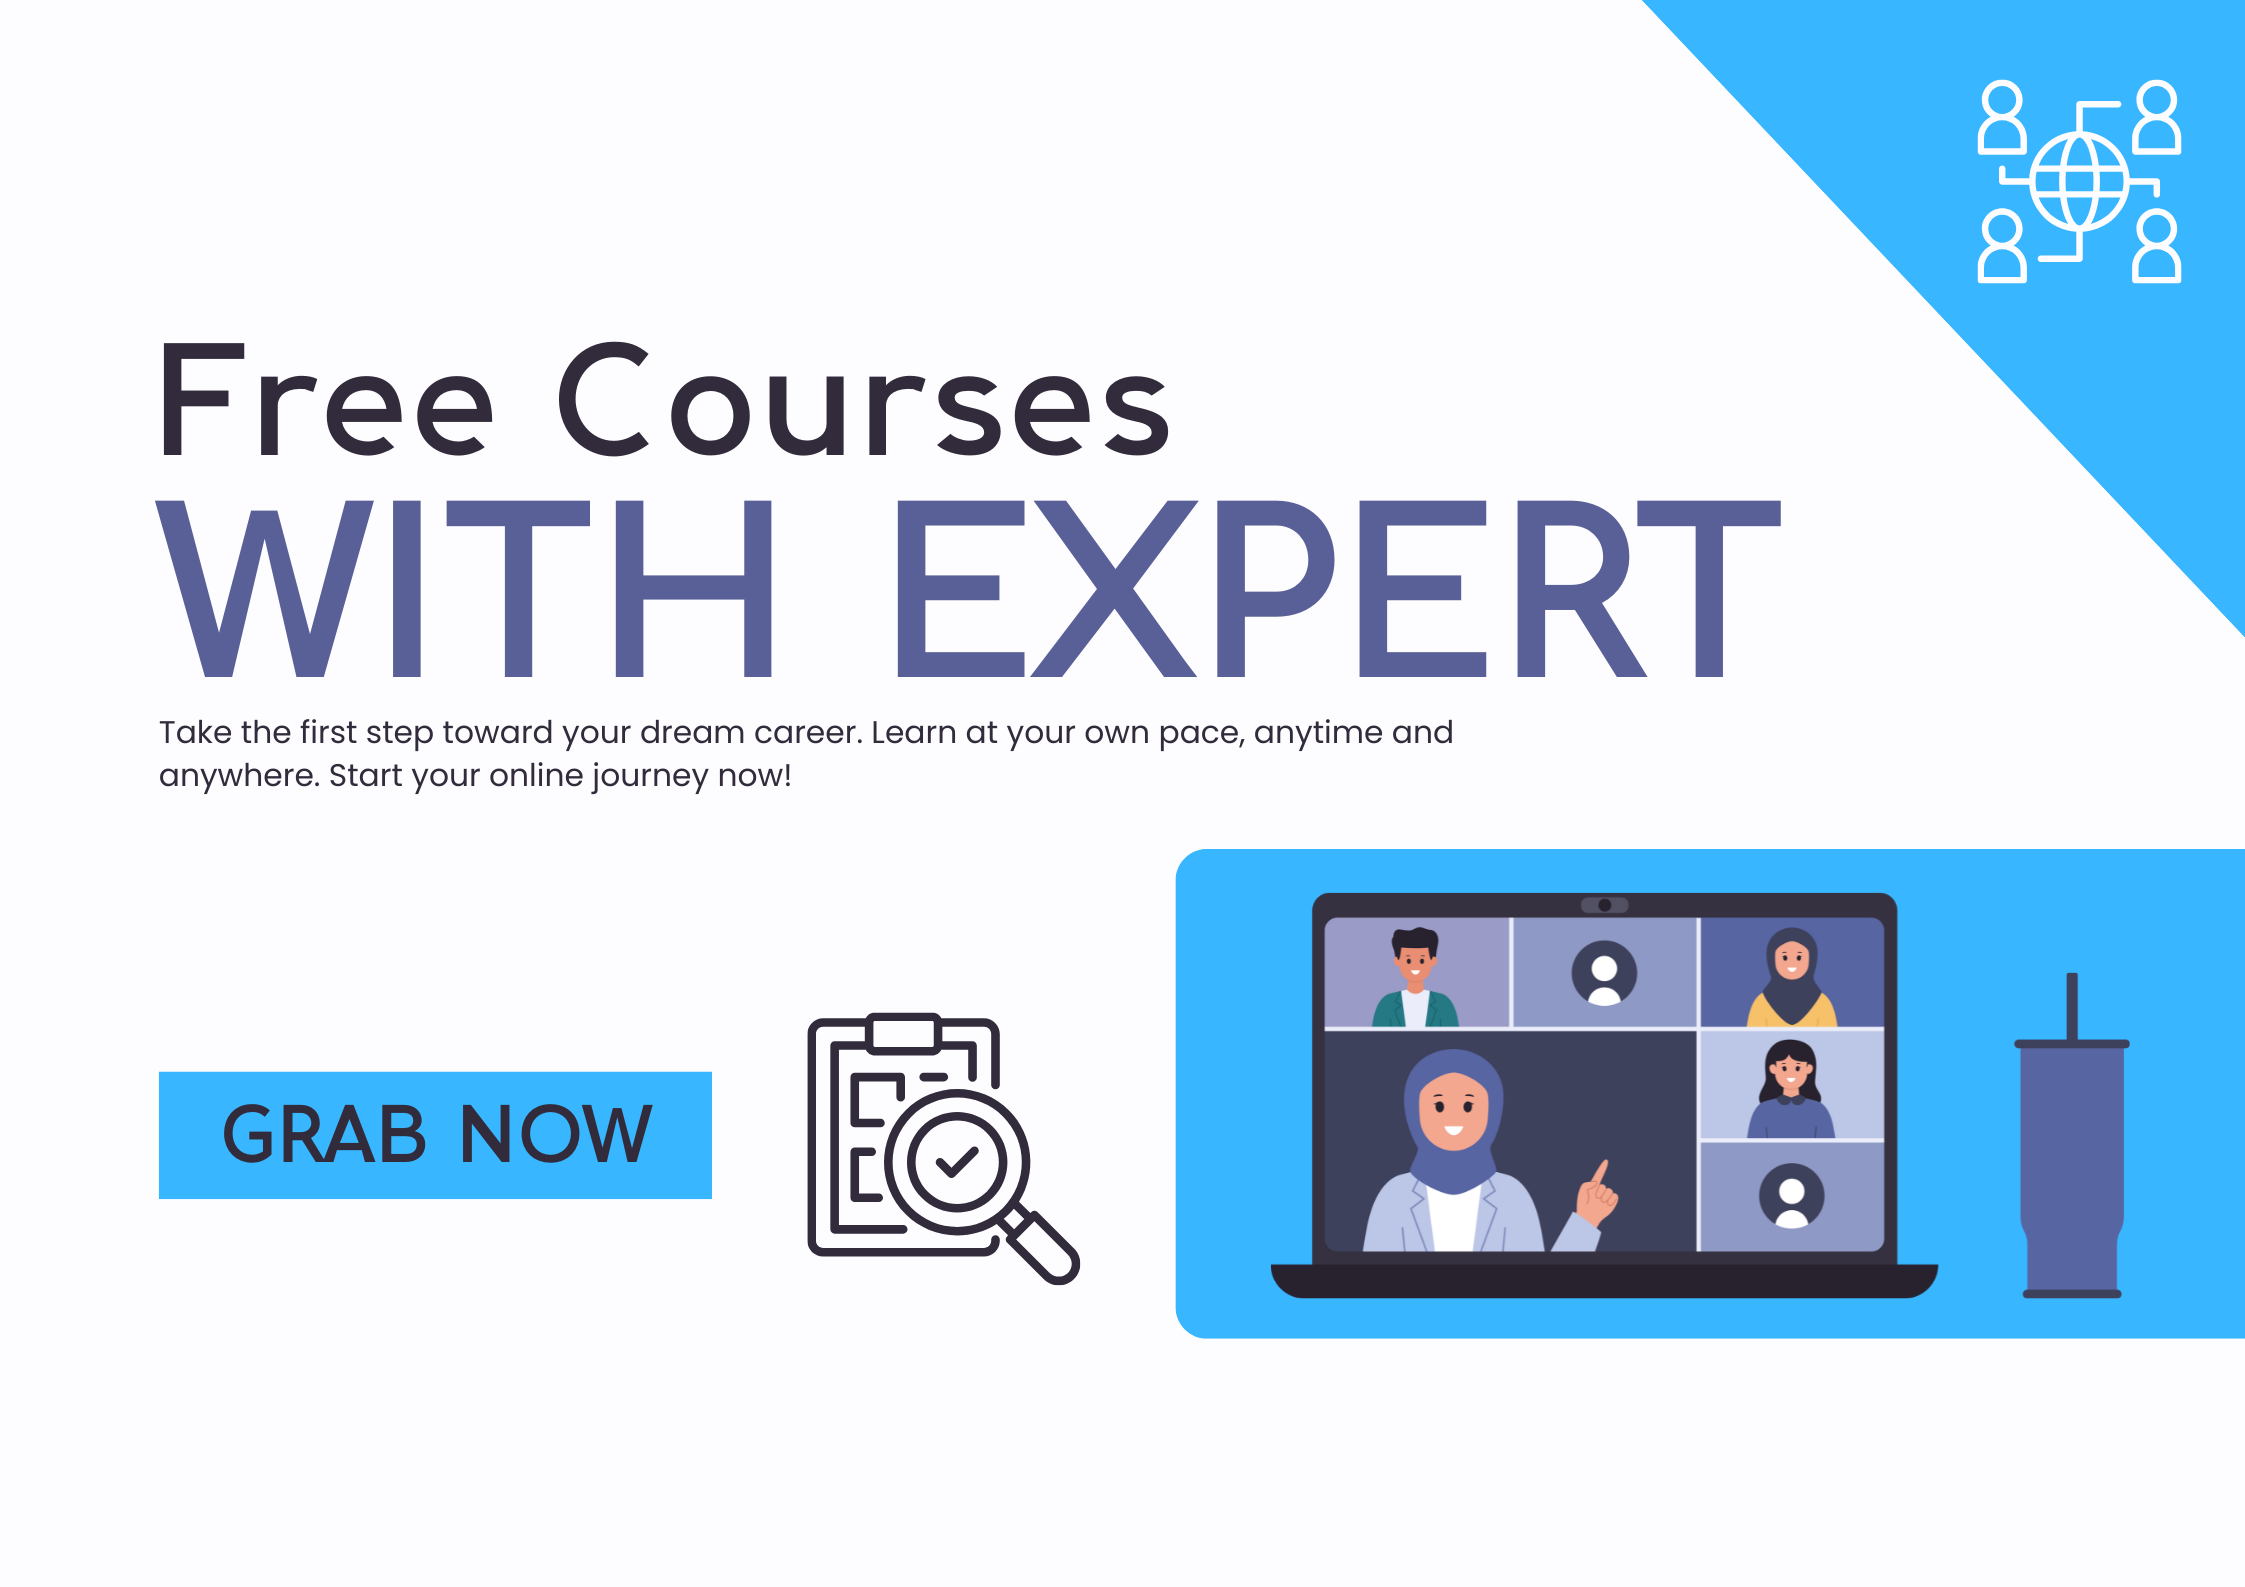 Free Courses
WITH EXPERT
Take the first step toward your dream career. Learn at your own pace, anytime and
anywhere. Start your online journey now!
GRAB NOW